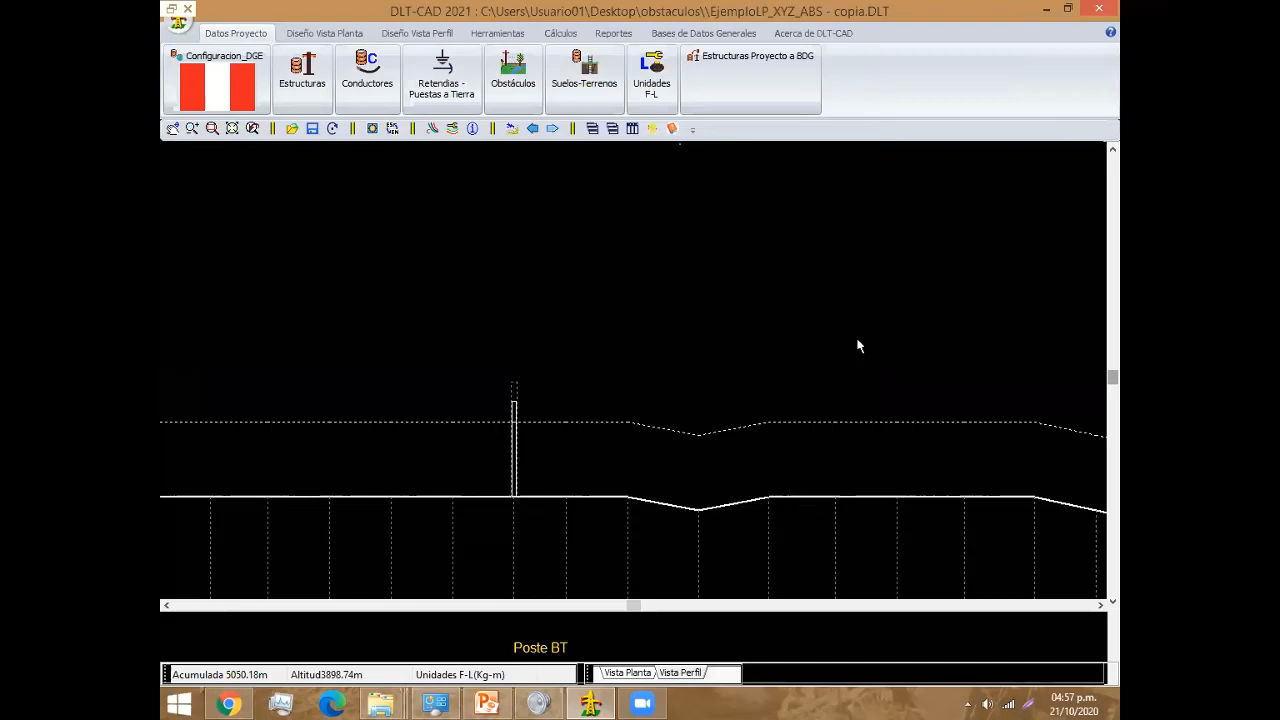 DLT-CAD 2021 : C:\Users\Usuario01\Desktop\obstaculos\\EjemploLP_XYZ_ABS - copia.DLT
Datos Proyecto Diseño Vista Planta Diseño Vista Perfil Herramientas Cálculos Reportes Bases de Datos Generales Acerca de DLT-CAD
Configuracion_DGE
Estructuras
Conductores
Retendias -
Puestas a Tierra
Obstáculos
Suelos-Terrenos
Unidades
F-L
Estructuras Proyecto a BDG
Poste BT
Acumulada 5050.18m Altitud3898.74m Unidades F-L(Kg-m) Vista Planta Vista Perfil
04:57 p.m.
21/10/2020